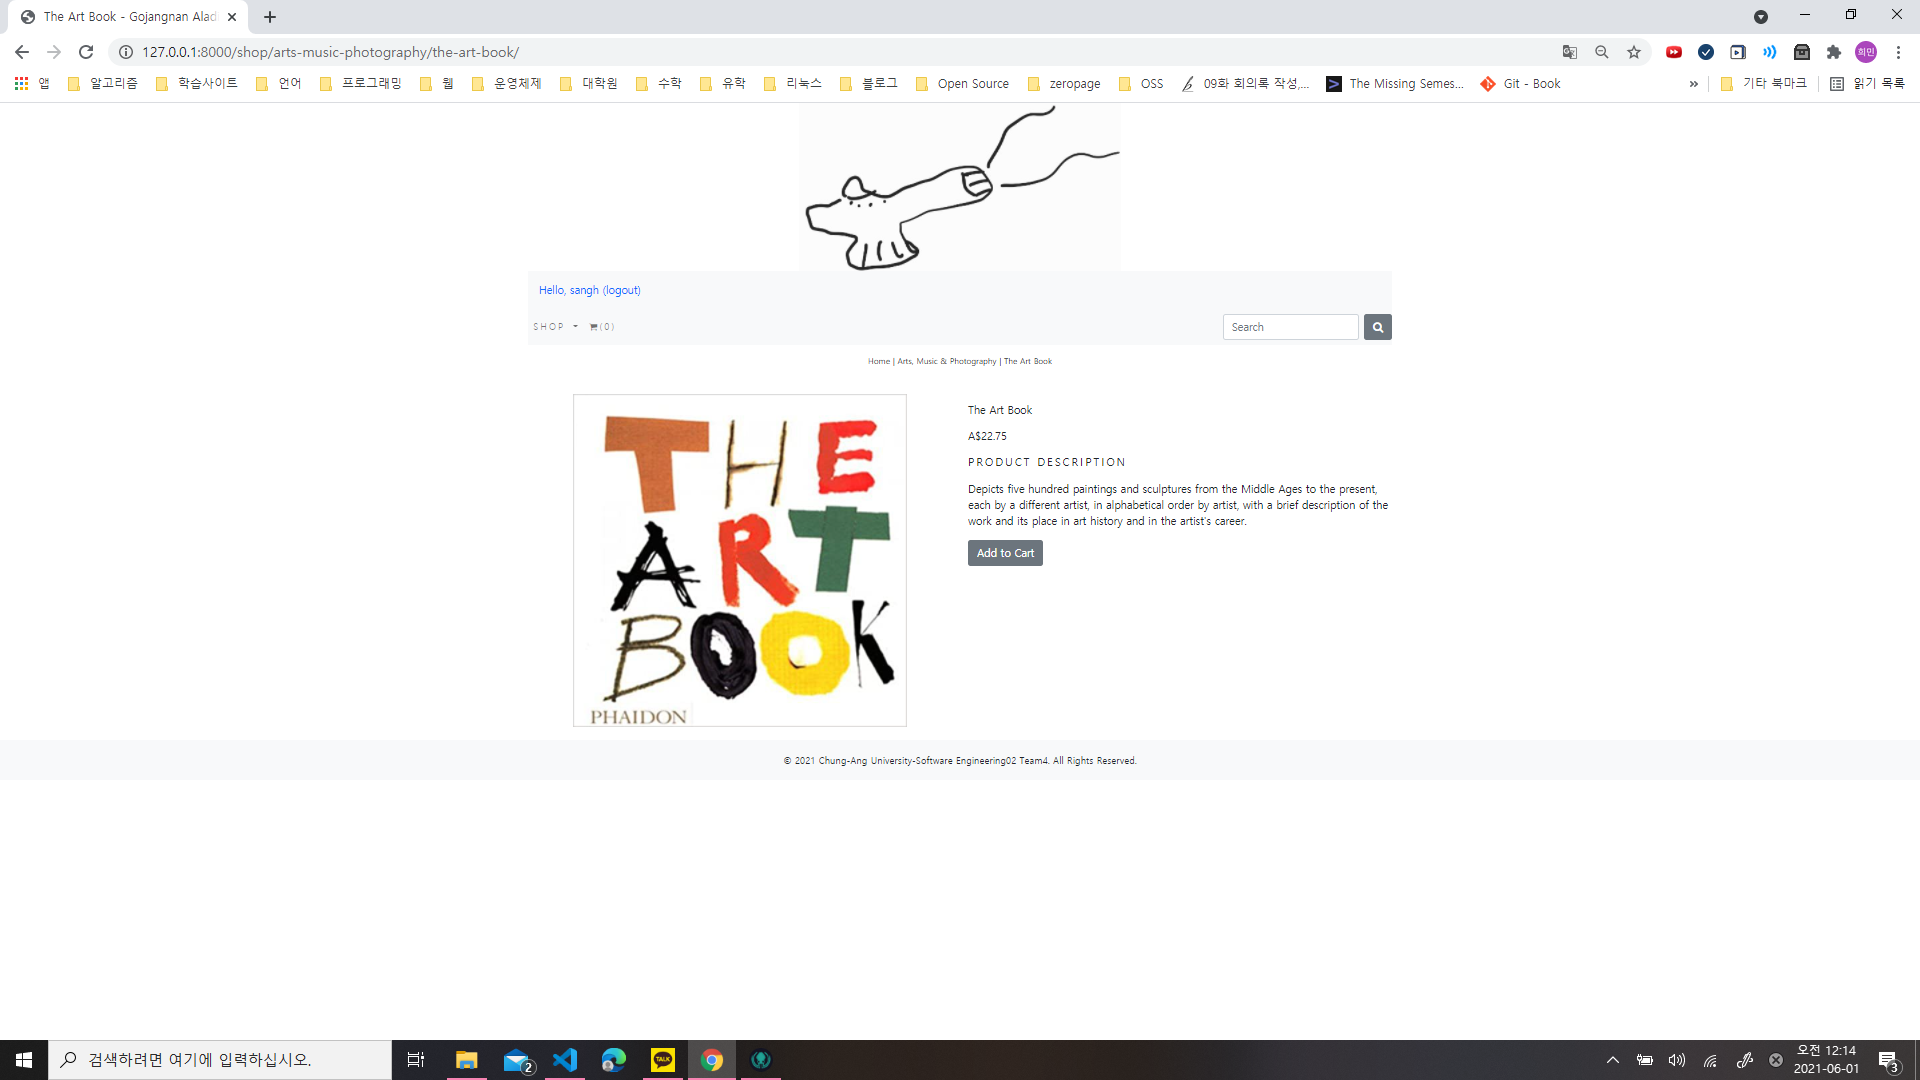 The Art Book - Gojangnan Alad
127.0.0.1:8000/shop/arts-music-photography/the-art-book/
희민
앱 알고리즘 학습사이트 언어 프로그래밍 웹 운영체제 대학원 수학 유학 리눅스 블로그 Open Source zeropage OSS 09화 회의록 작성,... The Missing Semes... Git - Book » 기타 북마크 읽기 목록
Hello, sangh (logout)
SHOP (0) Search
Home | Arts, Music & Photography | The Art Book
THE
ART
BOOK
PHAIDON
The Art Book
A$22.75
PRODUCT DESCRIPTION
Depicts five hundred paintings and sculptures from the Middle Ages to the present,
each by a different artist, in alphabetical order by artist, with a brief description of the
work and its place in art history and in the artist's career.
Add to Cart
© 2021 Chung-Ang University-Software Engineering02 Team4. All Rights Reserved.
검색하려면 여기에 입력하십시오.
2
TALK
오전 12:14
2021-06-01
3